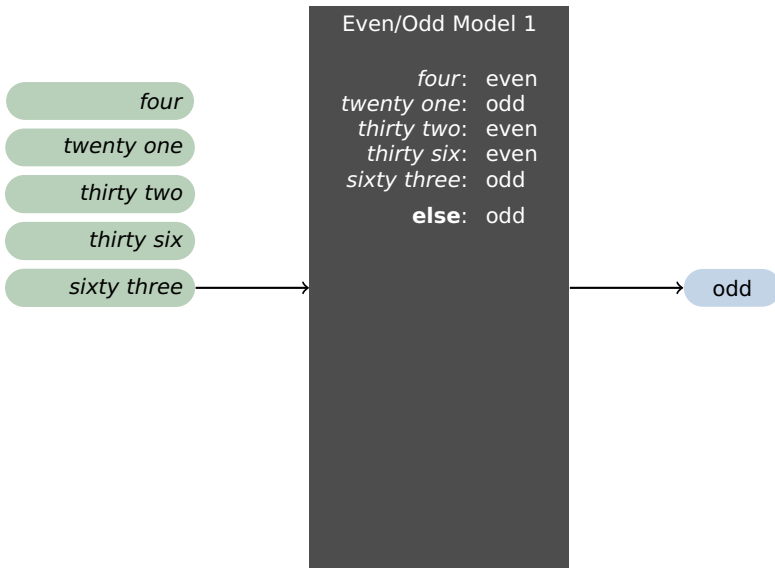 Even/Odd Model 1
four
twenty one
thirty two
thirty six
sixty three
four: even
twenty one: odd
thirty two: even
thirty six: even
sixty three: odd
else: odd
odd